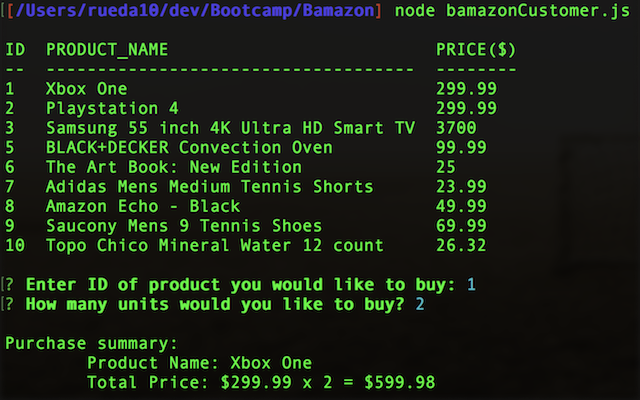 [[/Users/rueda10/dev/Bootcamp/Bamazon] node bamazonCustomer.js
ID  PRODUCT_NAME                         PRICE($)
--  -----------------------------------  --------
1   Xbox One                             299.99
2   Playstation 4                        299.99
3   Samsung 55 inch 4K Ultra HD Smart TV  3700
5   BLACK+DECKER Convection Oven         99.99
6   The Art Book: New Edition            25
7   Adidas Mens Medium Tennis Shorts     23.99
8   Amazon Echo - Black                  49.99
9   Saucony Mens 9 Tennis Shoes          69.99
10  Topo Chico Mineral Water 12 count    26.32
[? Enter ID of product you would like to buy: 1
[? How many units would you like to buy? 2
Purchase summary:
        Product Name: Xbox One
        Total Price: $299.99 x 2 = $599.98